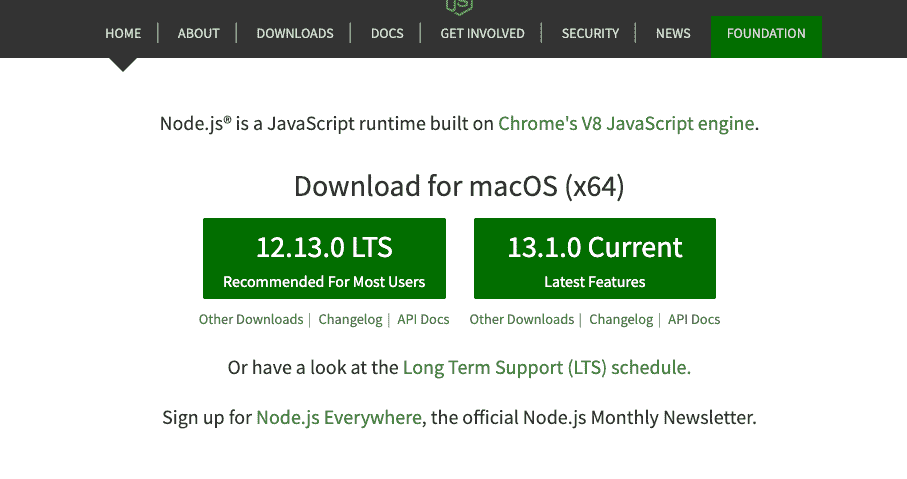 JS
HOME | ABOUT | DOWNLOADS | DOCS | GET INVOLVED | SECURITY | NEWS FOUNDATION
Node.js® is a JavaScript runtime built on Chrome's V8 JavaScript engine.
Download for macOS (x64)
12.13.0 LTS
Recommended For Most Users
13.1.0 Current
Latest Features
Other Downloads | Changelog | API Docs
Other Downloads | Changelog | API Docs
Or have a look at the Long Term Support (LTS) schedule.
Sign up for Node.js Everywhere, the official Node.js Monthly Newsletter.